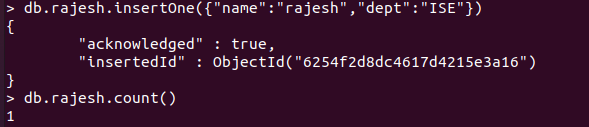 > db.rajesh.insertOne({"name":"rajesh","dept":"ISE"})
{
        "acknowledged" : true,
        "insertedId" : ObjectId("6254f2d8dc4617d4215e3a16")
}
> db.rajesh.count()
1